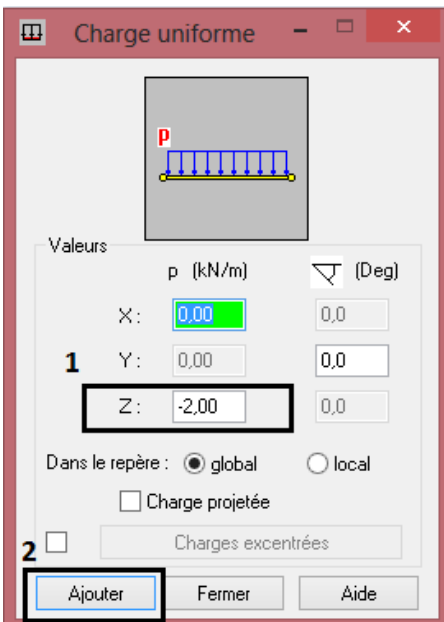 Charge uniforme
p
Valeurs
p (kN/m) (Deg)
X: 0,00 0,0
1 Y: 0,00 0,0
Z: -2,00 0,0
Dans le repère : global local
Charge projetée
2 Charges excentrées
Ajouter Fermer Aide